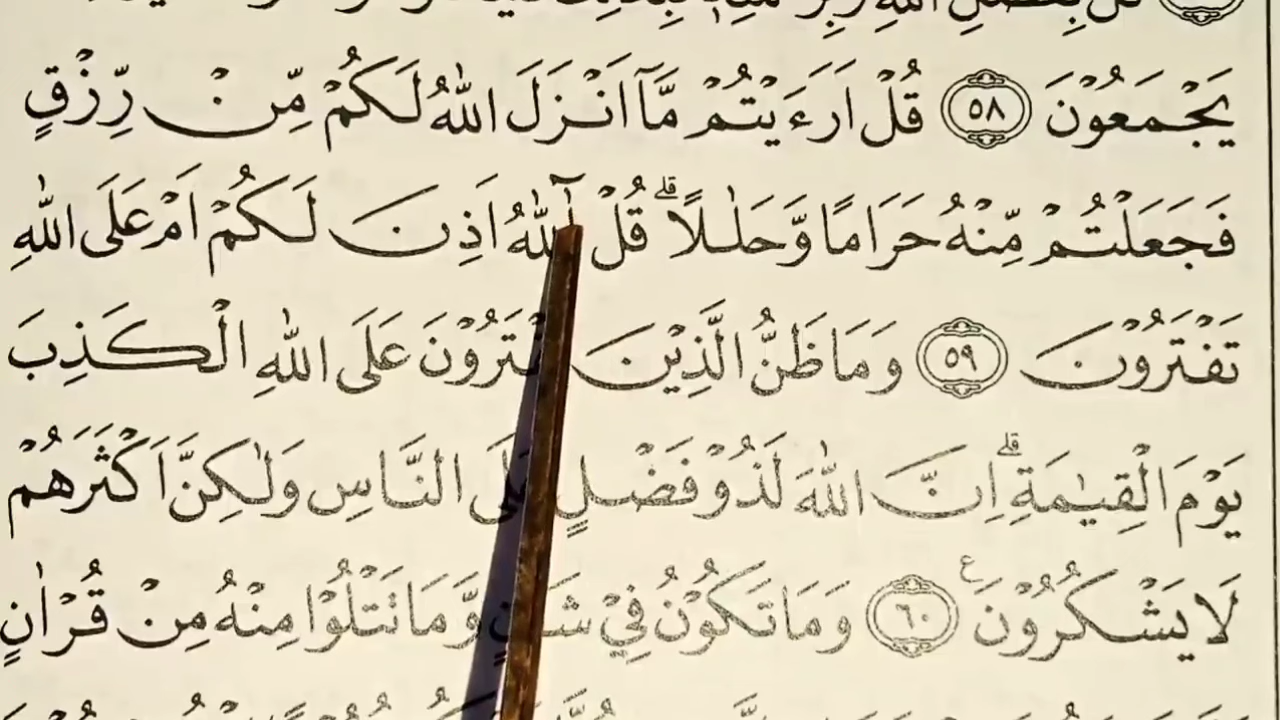 يَجْمَعُوْنَ ٥٨ قُلْ اَرَءَيْتُمْ مَّآ اَنْزَلَ اللّٰهُ لَكُمْ مِّنْ رِّزْقٍ
فَجَعَلْتُمْ مِّنْهُ حَرَامًا وَّحَلٰلًا ۗ قُلْ آٰللّٰهُ اَذِنَ لَكُمْ اَمْ عَلَى اللّٰهِ
تَفْتَرُوْنَ ٥٩ وَمَا ظَنُّ الَّذِيْنَ يَفْتَرُوْنَ عَلَى اللّٰهِ الْكَذِبَ
يَوْمَ الْقِيٰمَةِ ۗ اِنَّ اللّٰهَ لَذُوْ فَضْلٍ عَلَى النَّاسِ وَلٰكِنَّ اَكْثَرَهُمْ
لَا يَشْكُرُوْنَ ع ٦٠ وَمَا تَكُوْنُ فِيْ شَأْنٍ وَّمَا تَتْلُوْا مِنْهُ مِنْ قُرْاٰنٍ